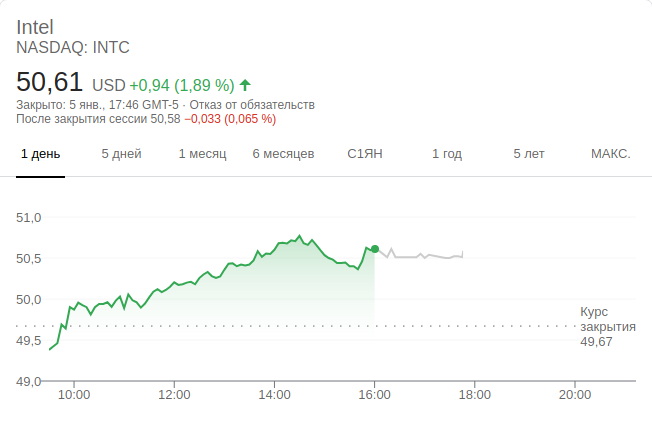 Intel
NASDAQ: INTC
50,61 USD +0,94 (1,89 %)
Закрыто: 5 янв., 17:46 GMT-5 · Отказ от обязательств
После закрытия сессии 50,58 −0,033 (0,065 %)
1 день 5 дней 1 месяц 6 месяцев С1ЯН 1 год 5 лет МАКС.
51,0
50,5
50,0
Курс
закрытия
49,67
49,5
49,0
10:00 12:00 14:00 16:00 18:00 20:00